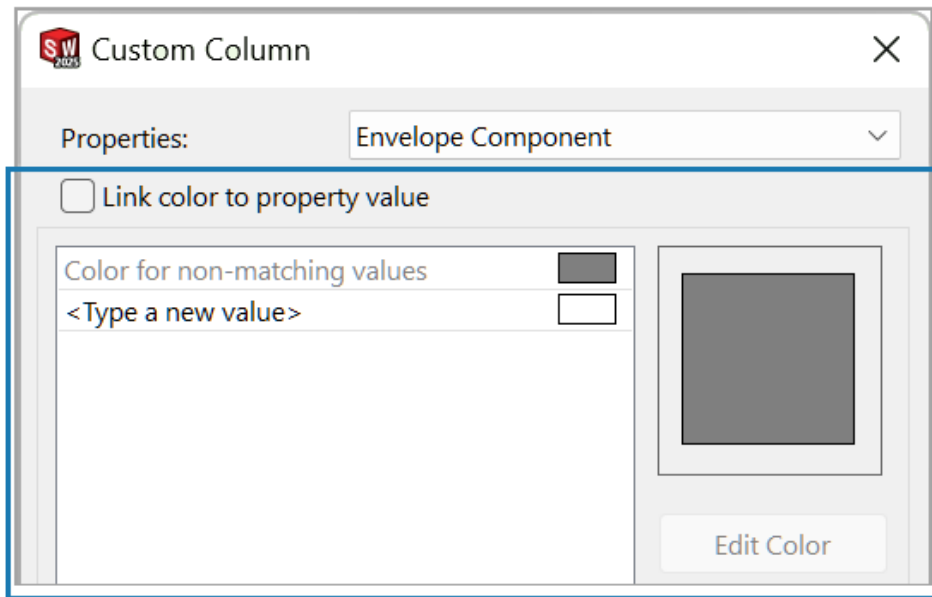 SW
2025
Custom Column
Properties:
Envelope Component
Link color to property value
Color for non-matching values
<Type a new value>
Edit Color